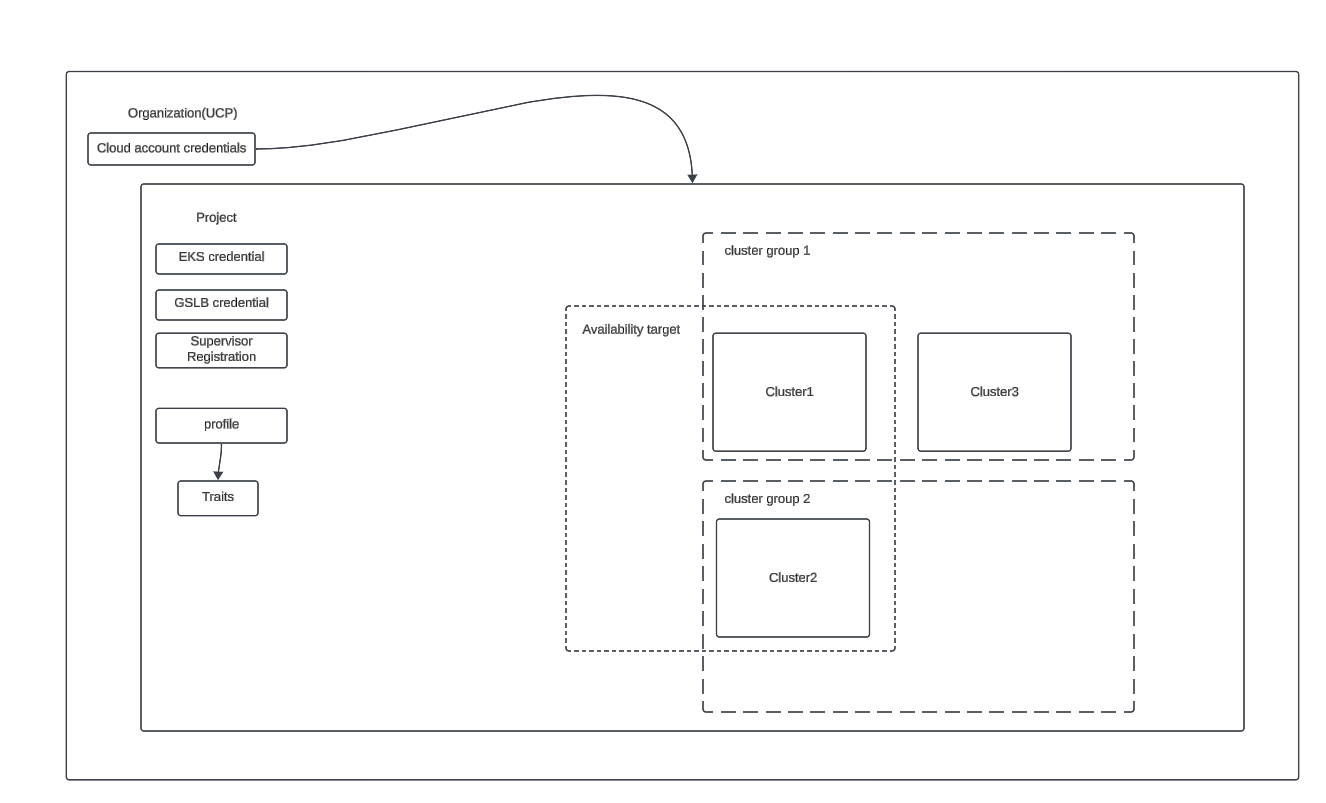 Organization(UCP)
Cloud account credentials
Project
EKS credential
GSLB credential
Supervisor
Registration
profile
Traits
cluster group 1
Availability target
Cluster1
Cluster3
cluster group 2
Cluster2